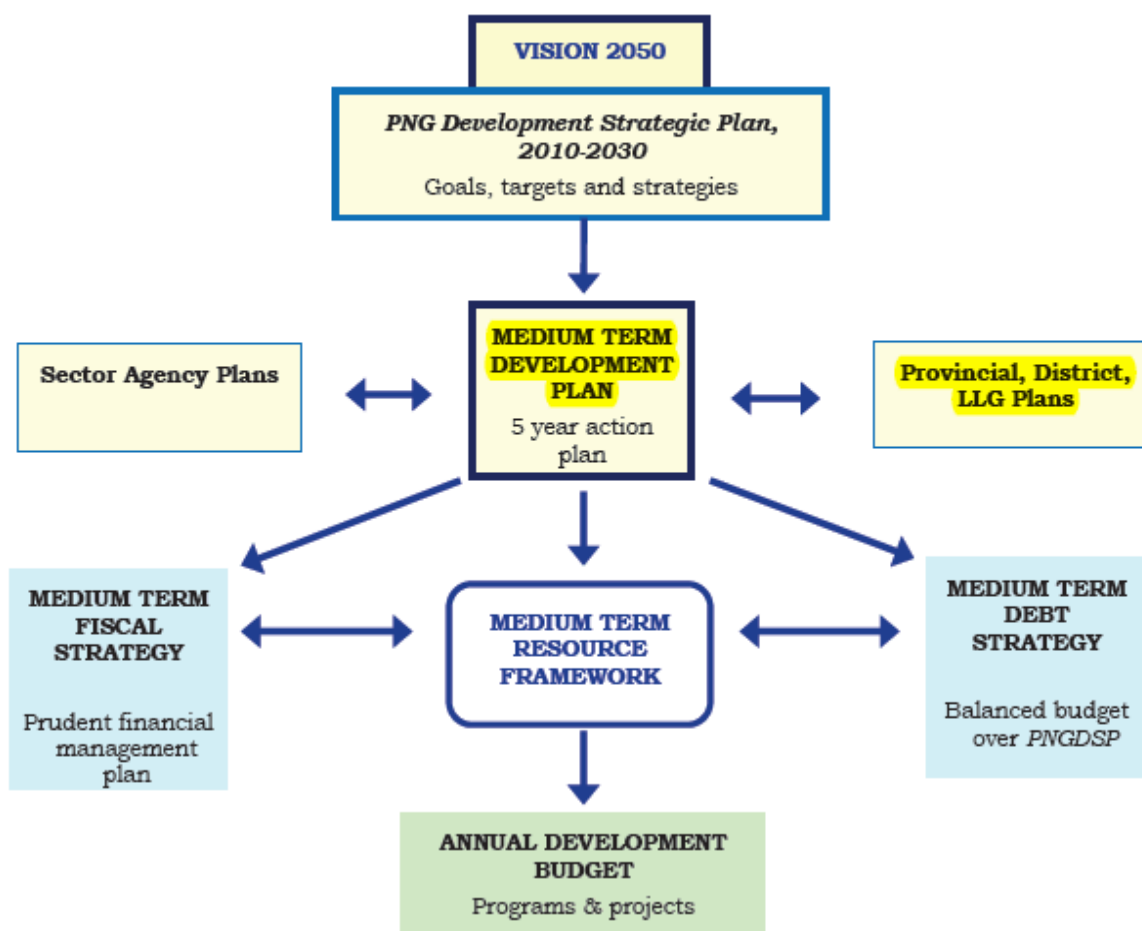 VISION 2050
PNG Development Strategic Plan,
2010-2030
Goals, targets and strategies
Sector Agency Plans
MEDIUM TERM
DEVELOPMENT
PLAN
5 year action
plan
Provincial, District,
LLG Plans
MEDIUM TERM
FISCAL
STRATEGY
Prudent financial
management
plan
MEDIUM TERM
RESOURCE
FRAMEWORK
MEDIUM TERM
DEBT
STRATEGY
Balanced budget
over PNGDSP
ANNUAL DEVELOPMENT
BUDGET
Programs & projects